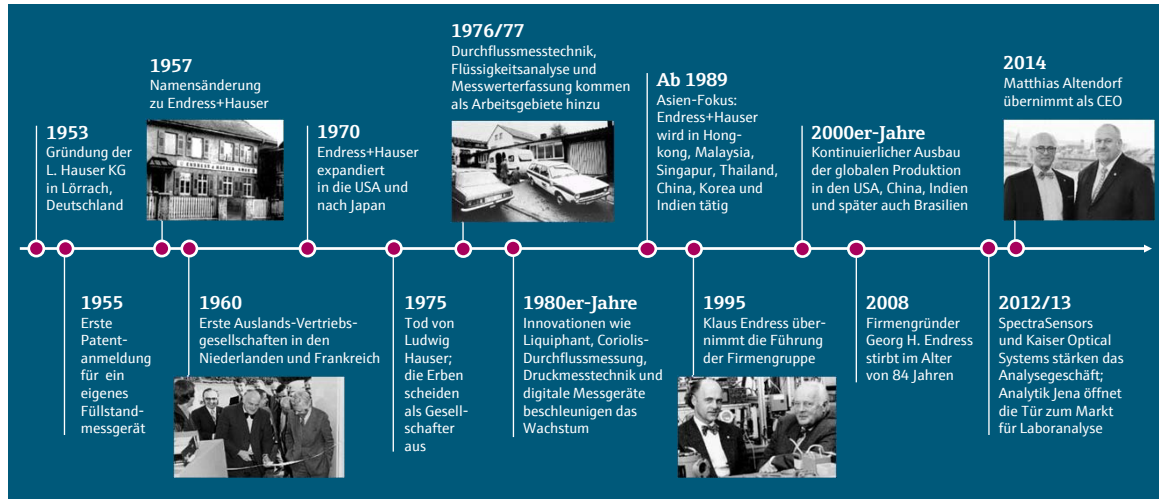 1953
Gründung der
L. Hauser KG
in Lörrach,
Deutschland
1955
Erste
Patent-
anmeldung
für ein
eigenes
Füllstand-
messgerät
1957
Namensänderung
zu Endress+Hauser
ENDRESS + HAUSER GMBH
1960
Erste Auslands-Vertriebs-
gesellschaften in den
Niederlanden und Frankreich
1970
Endress+Hauser
expandiert
in die USA und
nach Japan
1975
Tod von
Ludwig
Hauser;
die Erben
scheiden
als Gesell-
schafter
aus
1976/77
Durchflussmesstechnik,
Flüssigkeitsanalyse und
Messwerterfassung kommen
als Arbeitsgebiete hinzu
1980er-Jahre
Innovationen wie
Liquiphant, Coriolis-
Durchflussmessung,
Druckmesstechnik und
digitale Messgeräte
beschleunigen das
Wachstum
Ab 1989
Asien-Fokus:
Endress+Hauser
wird in Hong-
kong, Malaysia,
Singapur, Thailand,
China, Korea und
Indien tätig
1995
Klaus Endress über-
nimmt die Führung
der Firmengruppe
2000er-Jahre
Kontinuierlicher Ausbau
der globalen Produktion
in den USA, China, Indien
und später auch Brasilien
2008
Firmengründer
Georg H. Endress
stirbt im Alter
von 84 Jahren
2012/13
SpectraSensors
und Kaiser Optical
Systems stärken das
Analysegeschäft;
Analytik Jena öffnet
die Tür zum Markt
für Laboranalyse
2014
Matthias Altendorf
übernimmt als CEO